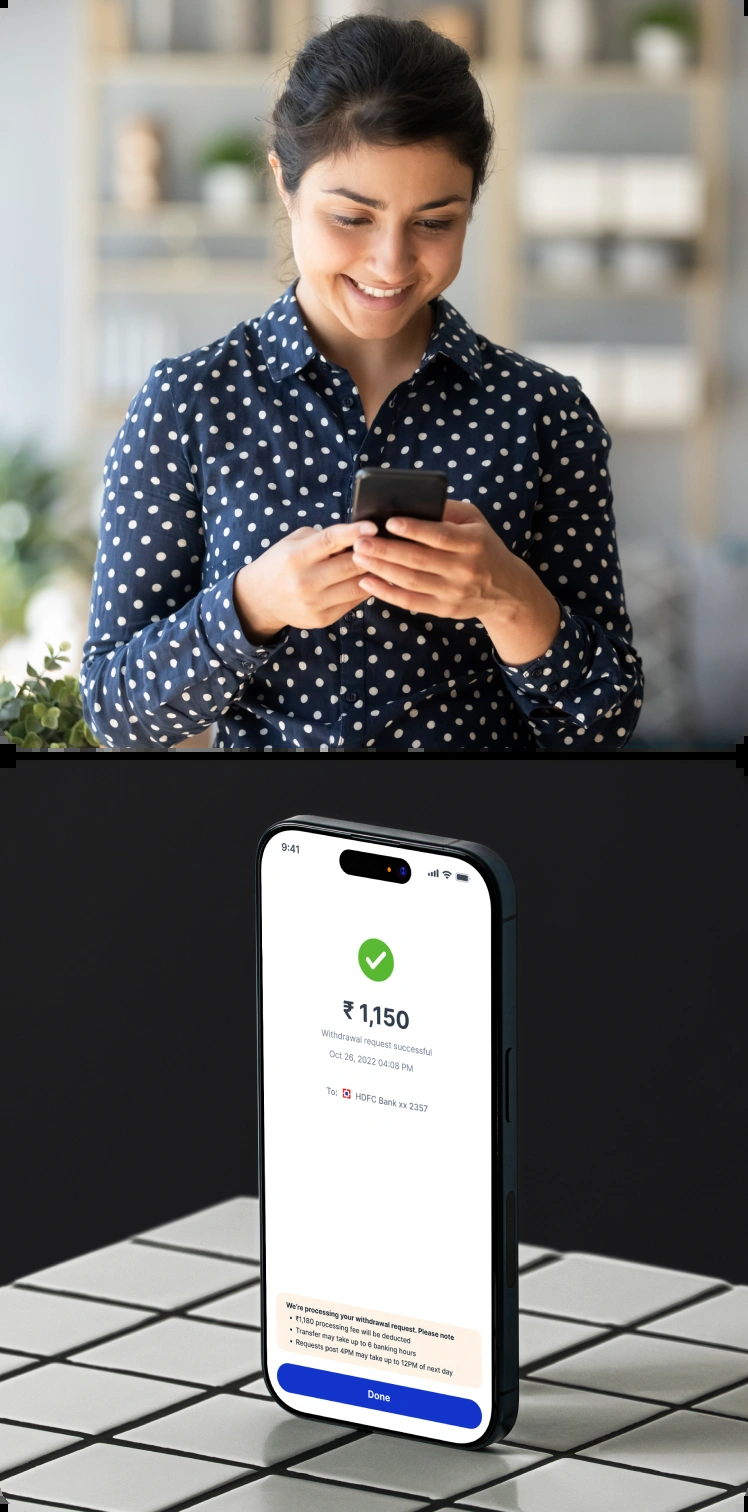 9:41
₹ 1,150
Withdrawal request successful
Oct 26, 2022 04:08 PM
To: HDFC Bank xx 2357
We're processing your withdrawal request. Please note
• ₹1,180 processing fee will be deducted
• Transfer may take up to 6 banking hours
• Requests post 4PM may take up to 12PM of next day
Done